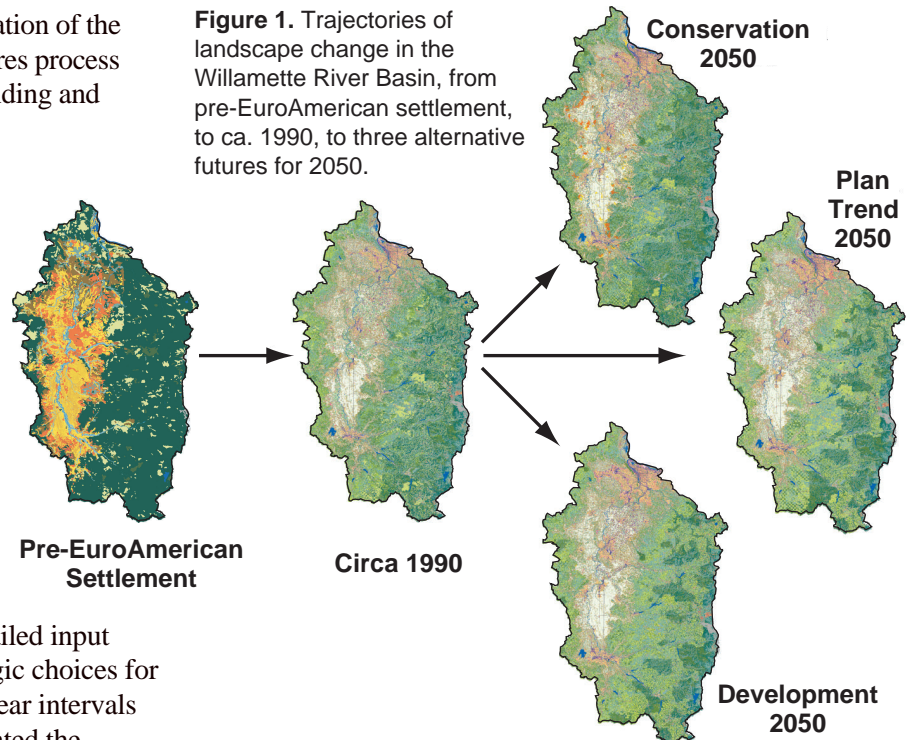 ation of the
res process
ding and
Figure 1. Trajectories of
landscape change in the
Willamette River Basin, from
pre-EuroAmerican settlement,
to ca. 1990, to three alternative
futures for 2050.
Conservation
2050
Plan
Trend
2050
Pre-EuroAmerican
Settlement
Circa 1990
Development
2050
iled input
gic choices for
ear intervals
ated the